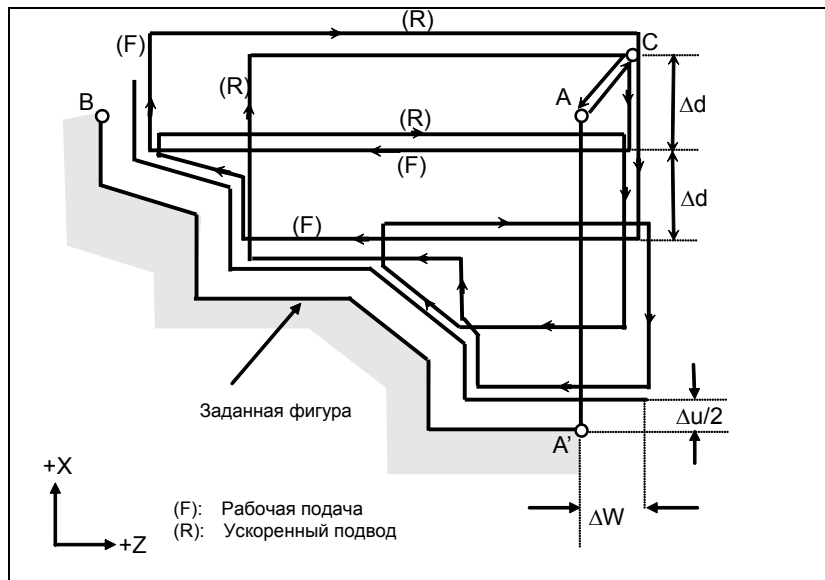 (R)
(F)
C
(R)
A
Δd
B
(R)
(F)
Δd
(F)
Заданная фигура
Δu/2
A’
+X
(F): Рабочая подача
ΔW
(R): Ускоренный подвод
+Z